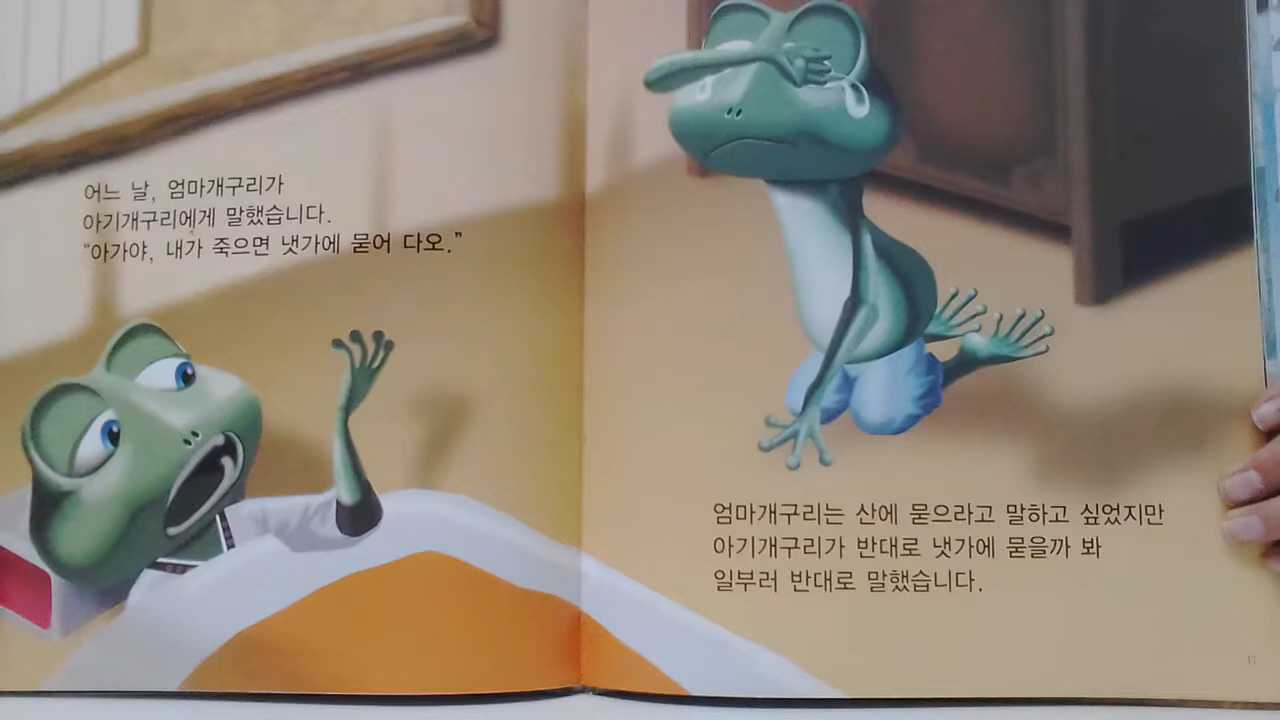 어느 날, 엄마개구리가
아기개구리에게 말했습니다.
“아가야, 내가 죽으면 냇가에 묻어 다오.”
엄마개구리는 산에 묻으라고 말하고 싶었지만
아기개구리가 반대로 냇가에 묻을까 봐
일부러 반대로 말했습니다.